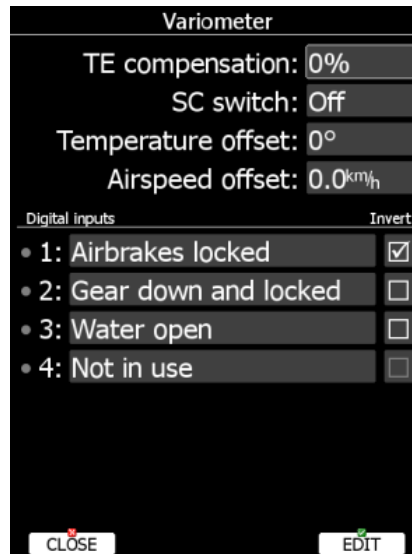 Variometer
TE compensation: 0%
SC switch: Off
Temperature offset: 0°
Airspeed offset: 0.0km/h
Digital inputs Invert
1: Airbrakes locked
2: Gear down and locked
3: Water open
4: Not in use
CLOSE EDIT